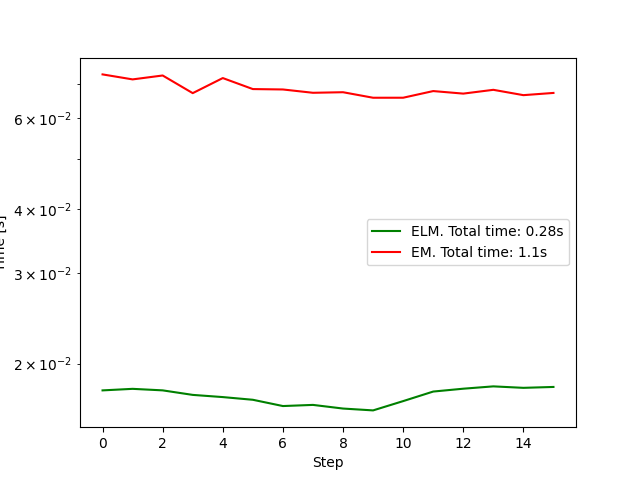 6 × 10⁻²
4 × 10⁻²
3 × 10⁻²
2 × 10⁻²
ELM. Total time: 0.28s
EM. Total time: 1.1s
0 2 4 6 8 10 12 14
Step